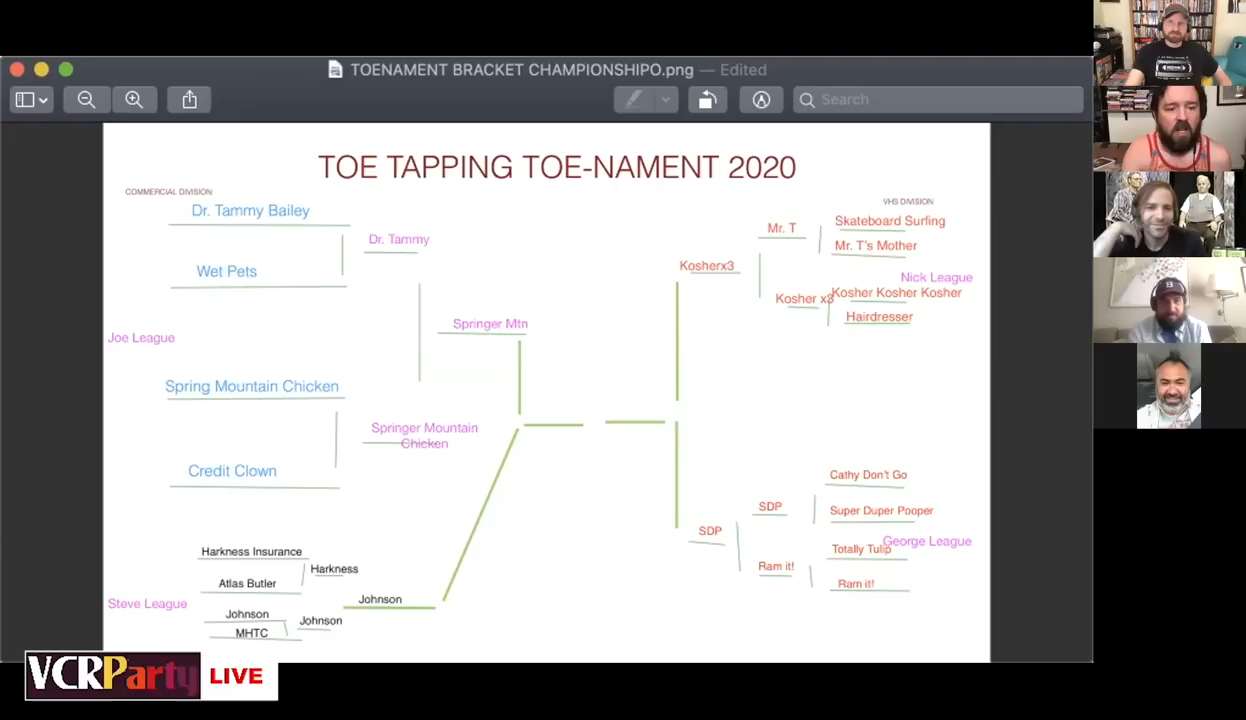 TOENAMENT BRACKET CHAMPIONSHIPO.png — Edited
Search
TOE TAPPING TOE-NAMENT 2020
COMMERCIAL DIVISION
Dr. Tammy Bailey
Dr. Tammy
Wet Pets
Springer Mtn
Joe League
Spring Mountain Chicken
Springer Mountain
Chicken
Credit Clown
Harkness Insurance
Harkness
Atlas Butler
Johnson
Steve League
Johnson
Johnson
MHTC
VHS DIVISION
Skateboard Surfing
Mr. T
Mr. T's Mother
Kosherx3
Nick League
Kosher Kosher Kosher
Kosher x3
Hairdresser
Cathy Don't Go
SDP
Super Duper Pooper
SDP
George League
Totally Tulip
Ram it!
Ram it!
VCRParty LIVE